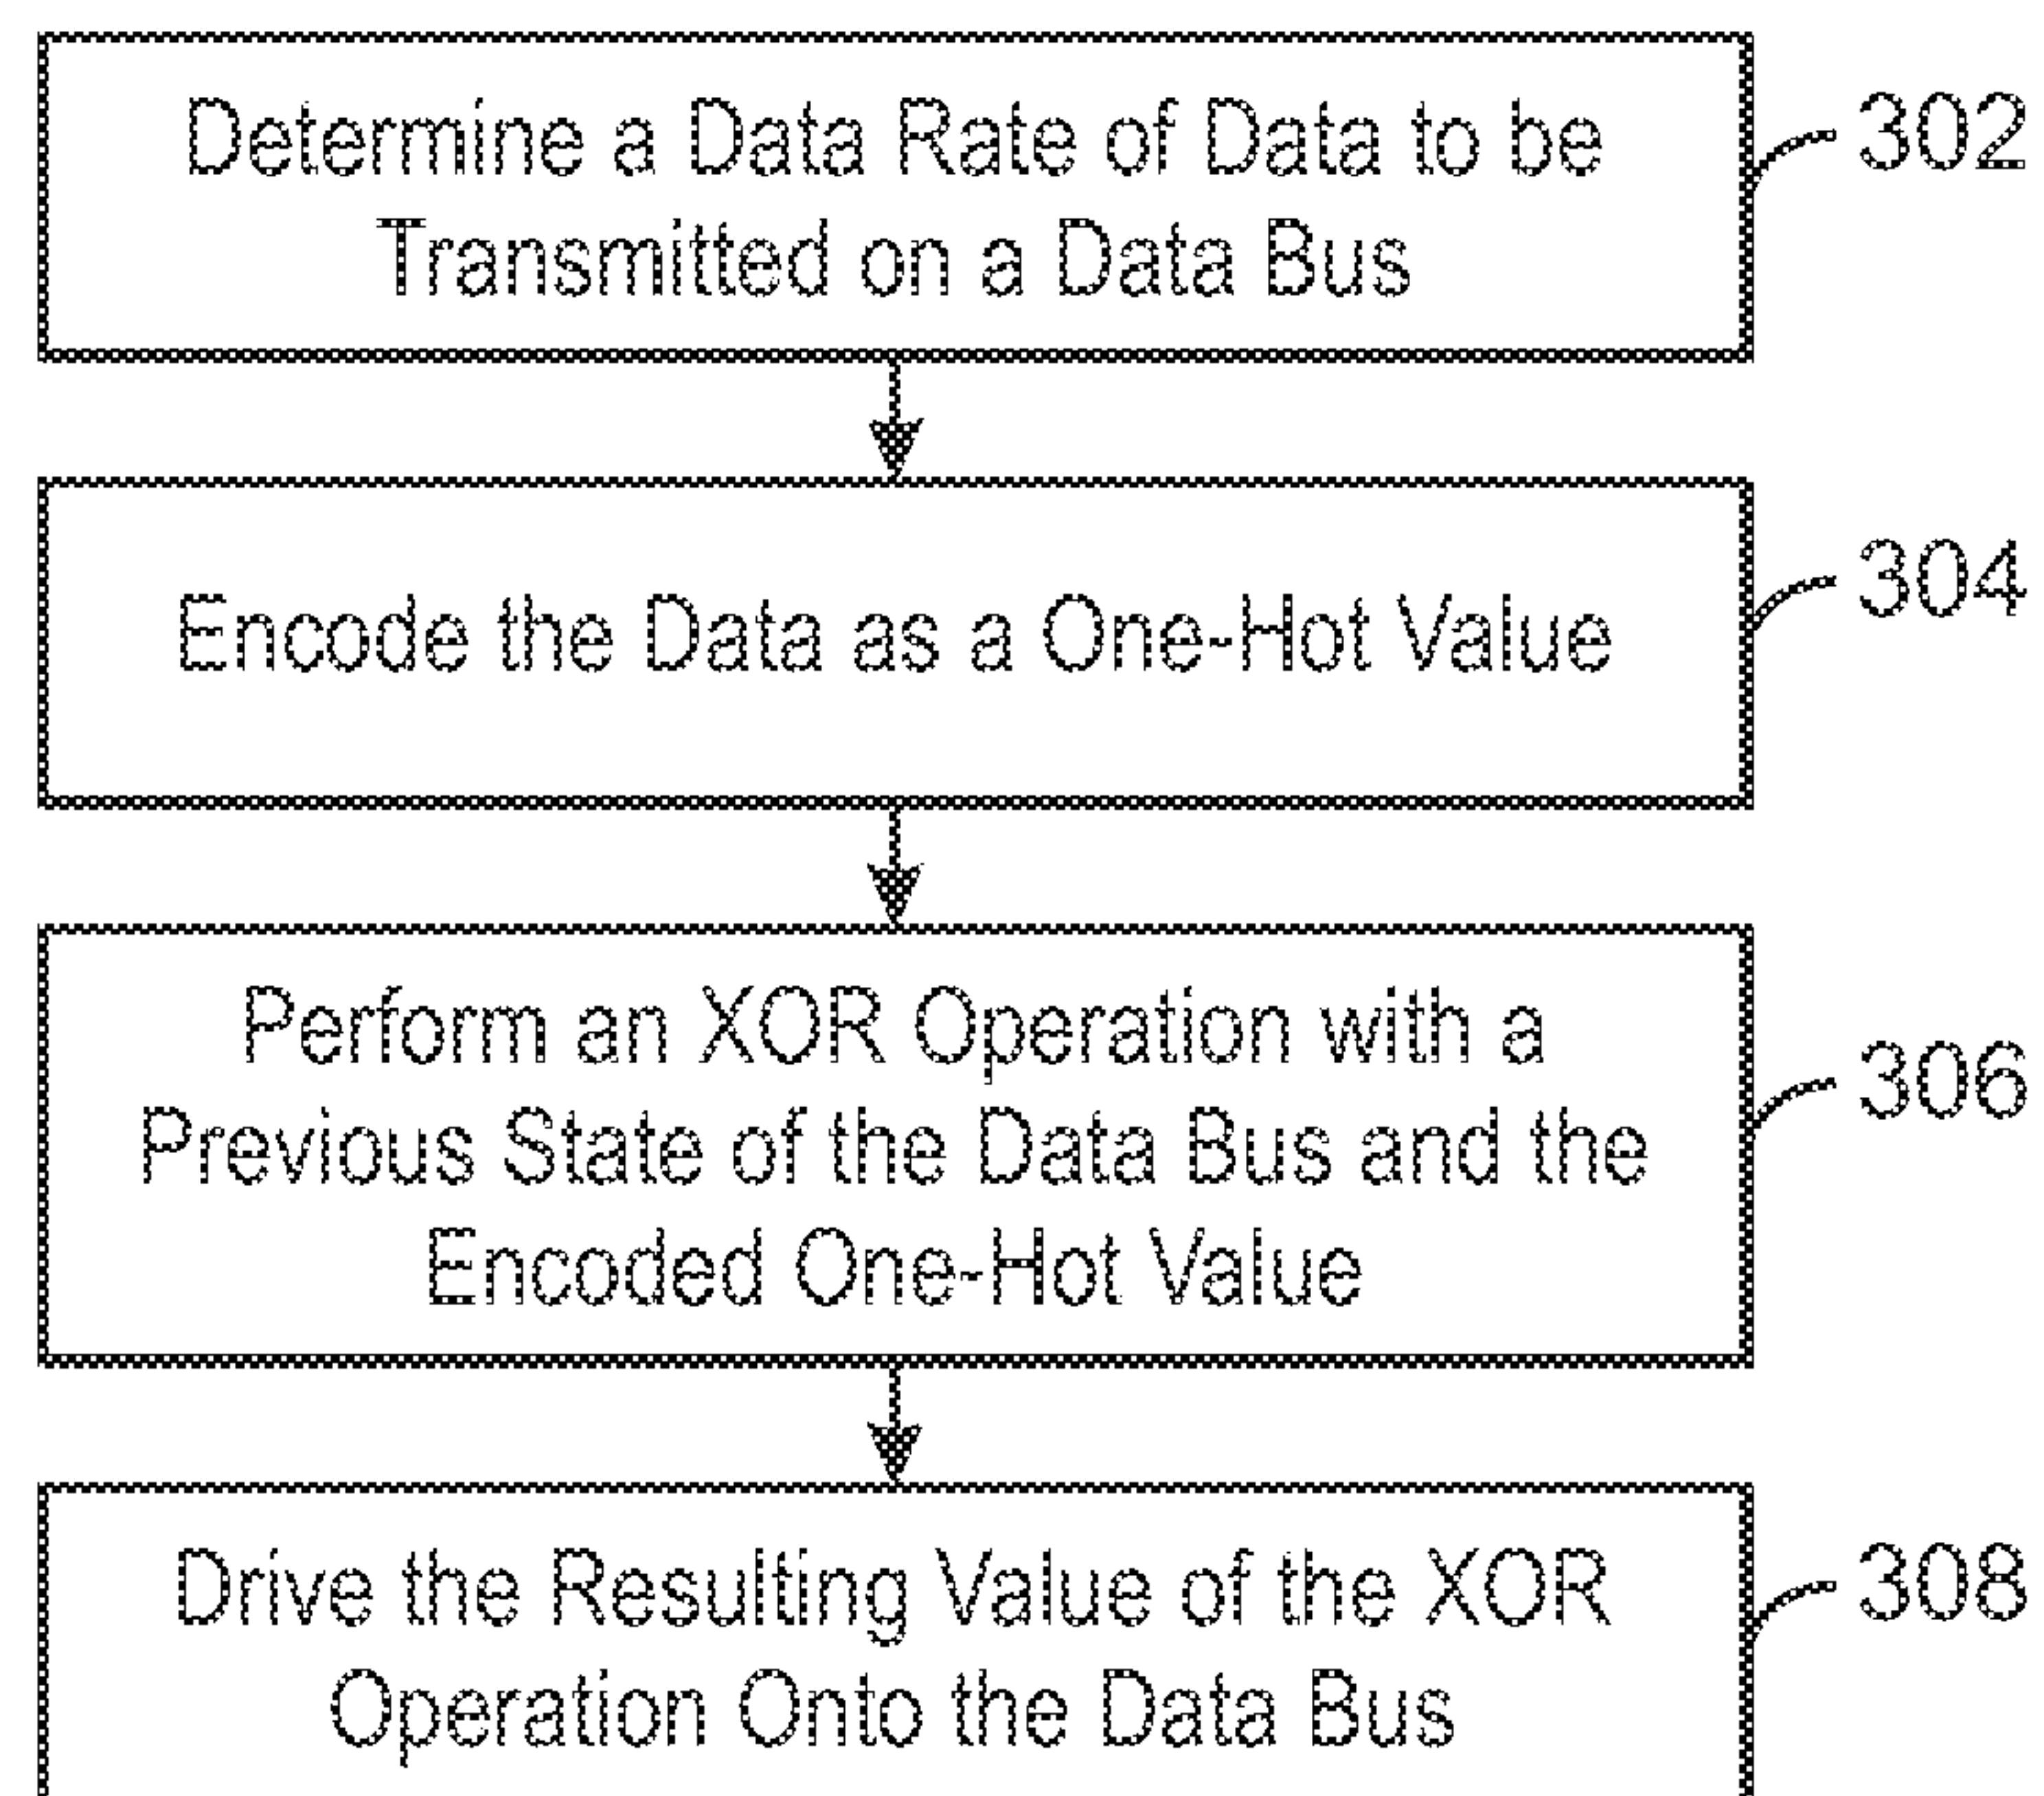 Determine a Data Rate of Data to be
Transmitted on a Data Bus
302
Encode the Data as a One-Hot Value
304
Perform an XOR Operation with a
Previous State of the Data Bus and the
Encoded One-Hot Value
306
Drive the Resulting Value of the XOR
Operation Onto the Data Bus
308